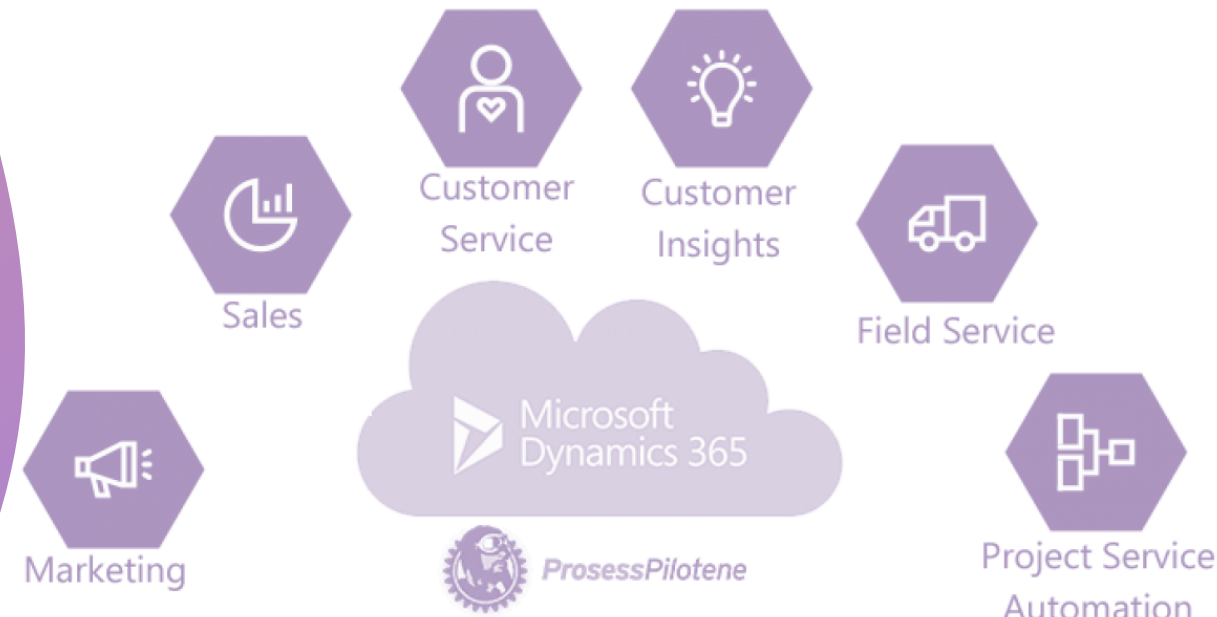 Customer
Service
Customer
Insights
Sales
Field Service
Microsoft
Dynamics 365
Marketing
ProsessPilotene
Project Service
Automation